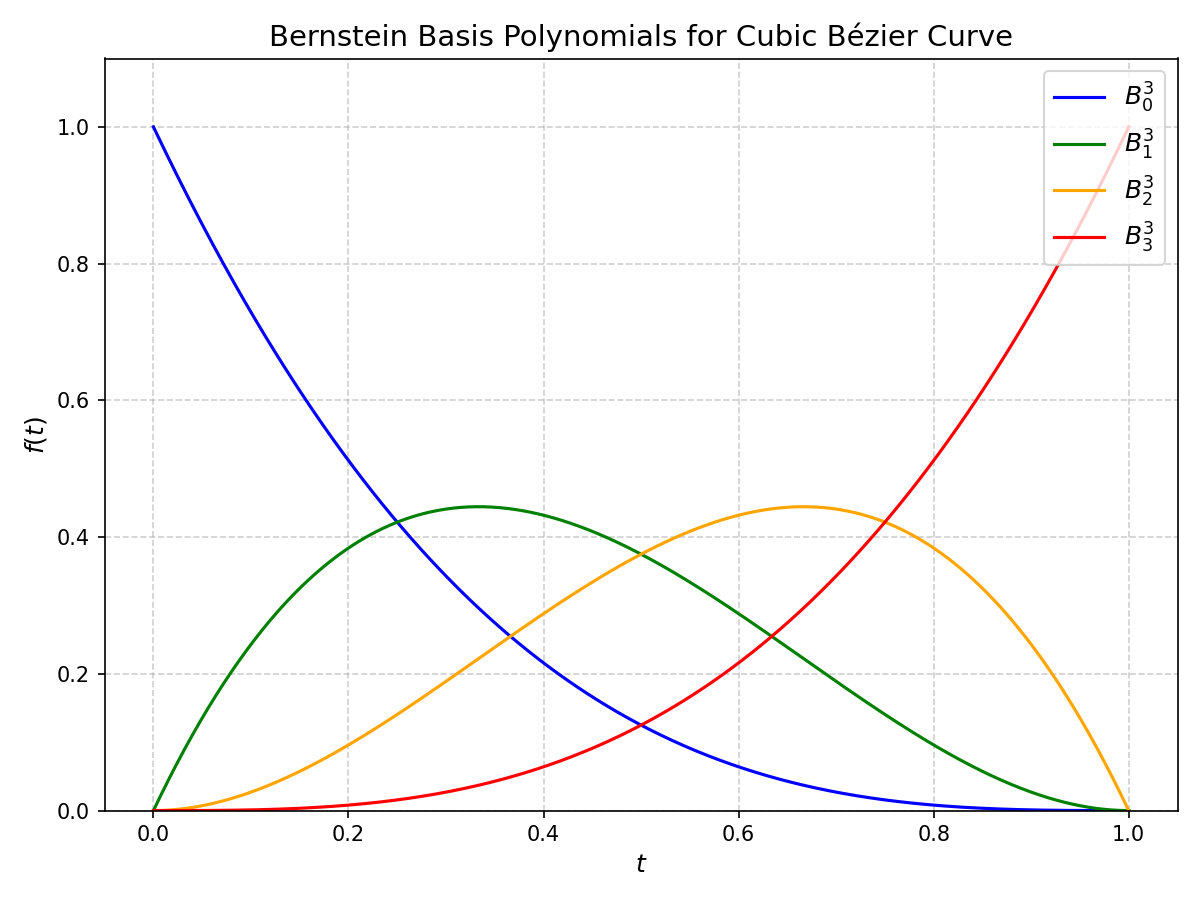 Bernstein Basis Polynomials for Cubic Bézier Curve
B₀³
B₁³
B₂³
B₃³
1.0
0.8
0.6
0.4
0.2
0.0
f(t)
0.0 0.2 0.4 0.6 0.8 1.0
t